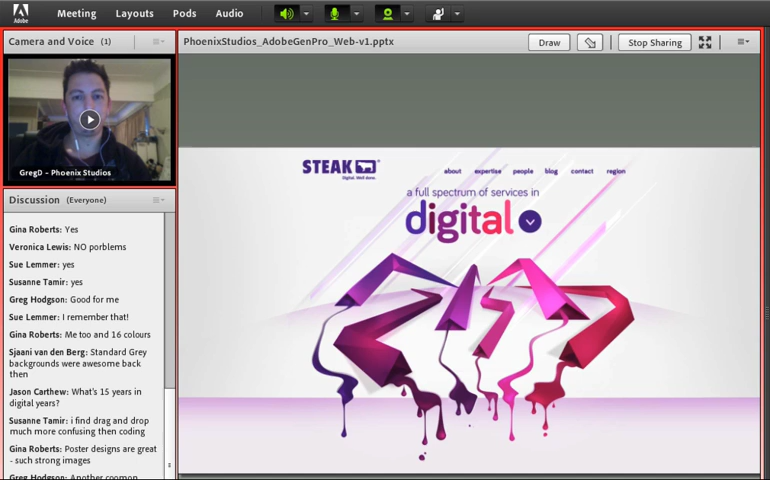 Adobe
Meeting
Layouts
Pods
Audio
Camera and Voice (1)
GregD - Phoenix Studios
Discussion (Everyone)
Gina Roberts: Yes
Veronica Lewis: NO porblems
Sue Lemmer: yes
Susanne Tamir: yes
Greg Hodgson: Good for me
Sue Lemmer: I remember that!
Gina Roberts: Me too and 16 colours
Sjaani van den Berg: Standard Grey
backgrounds were awesome back
then
Jason Carthew: What's 15 years in
digital years?
Susanne Tamir: i find drag and drop
much more confusing then coding
Gina Roberts: Poster designs are great
- such strong images
Greg Hodgson: Another coomon
PhoenixStudios_AdobeGenPro_Web-v1.pptx
Draw
Stop Sharing
STEAK
Digital. Well done.
about expertise people blog contact region
a full spectrum of services in
digital